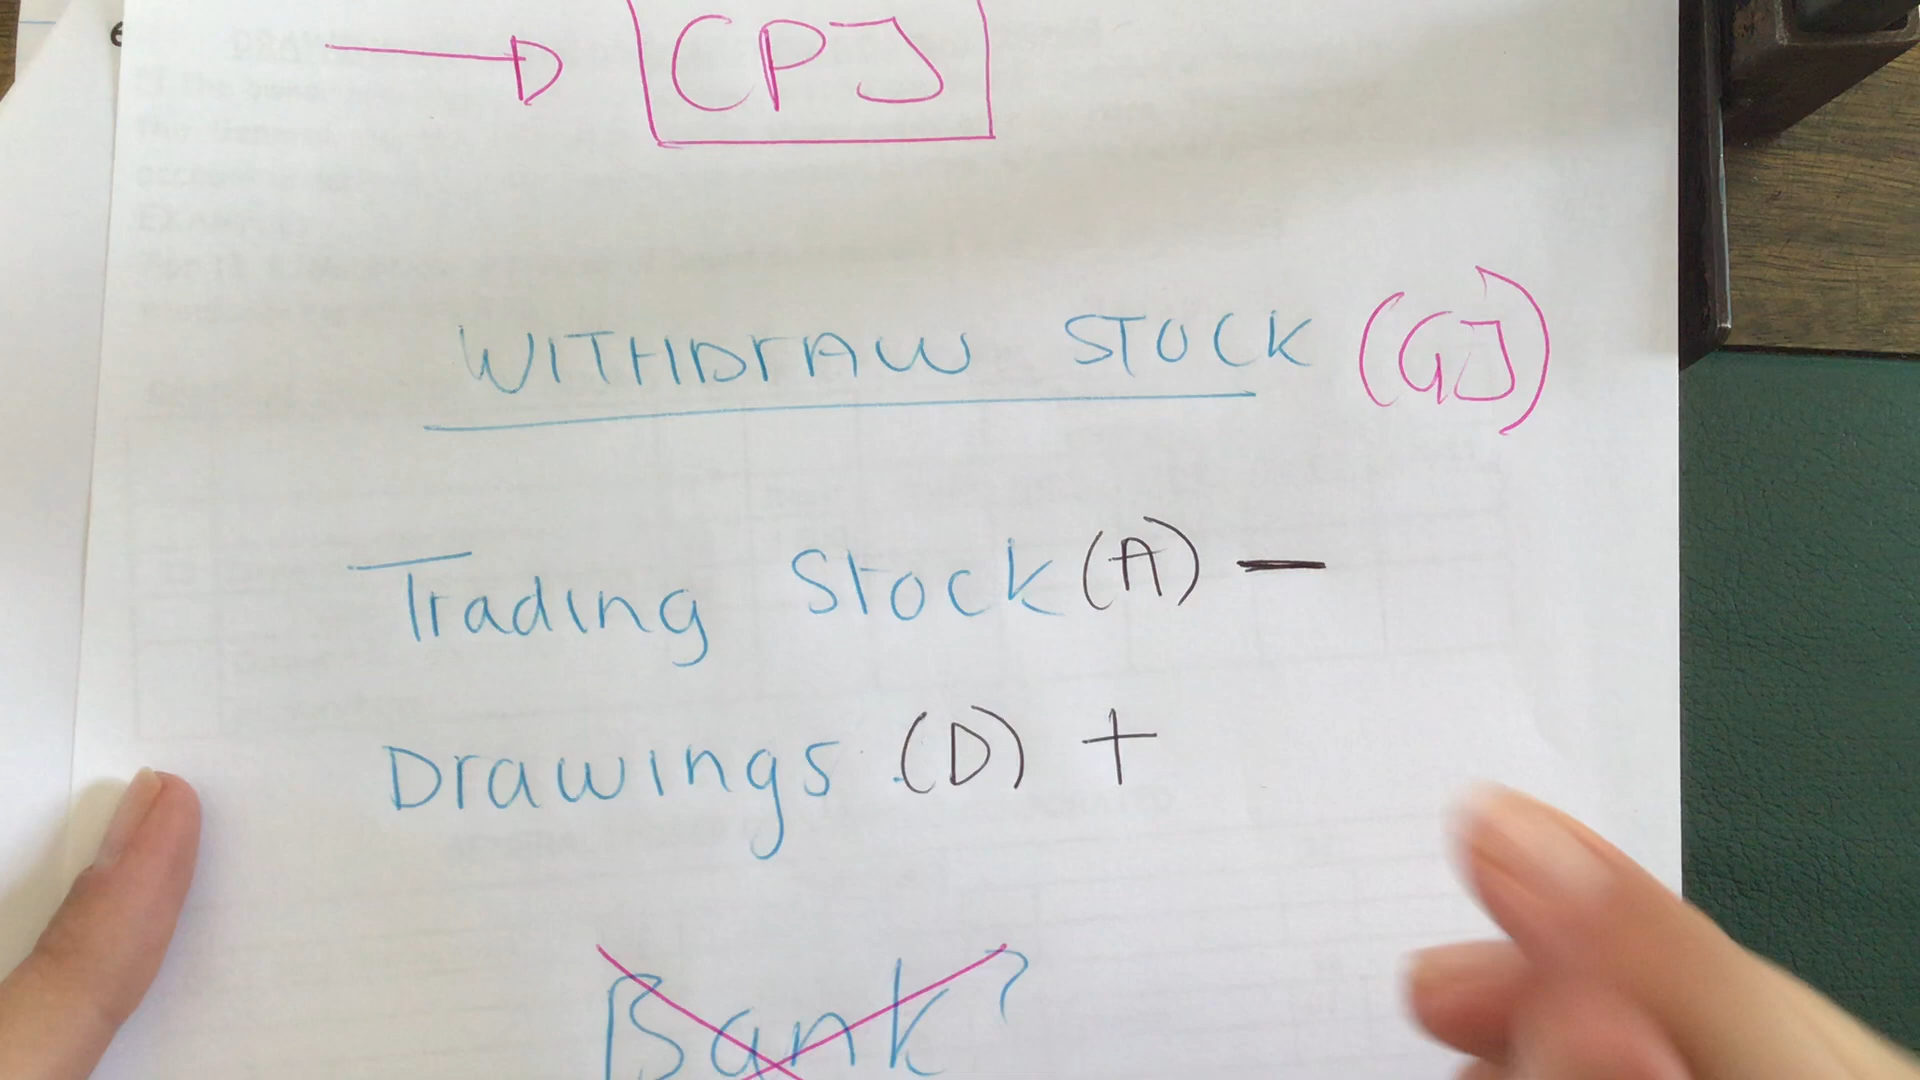 CPJ
WITHDRAW STOCK (GJ)
Trading Stock (A) —
Drawings (D) +
Bank?